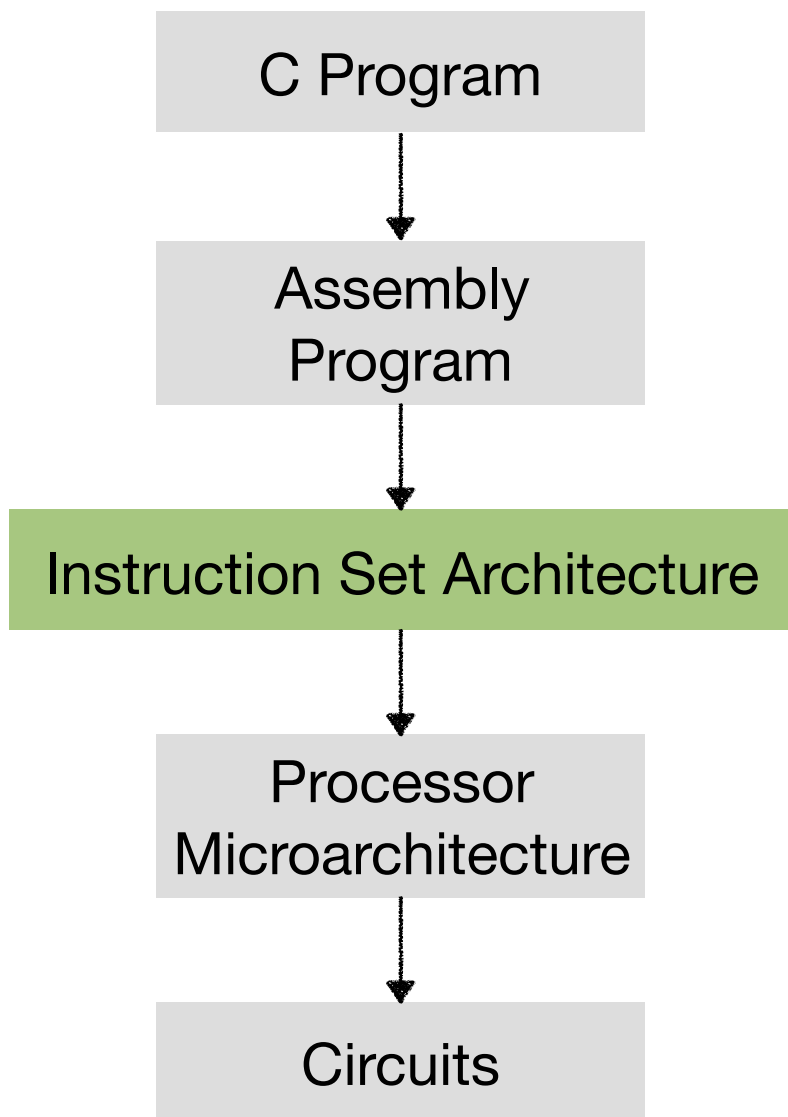 C Program
Assembly
Program
Instruction Set Architecture
Processor
Microarchitecture
Circuits